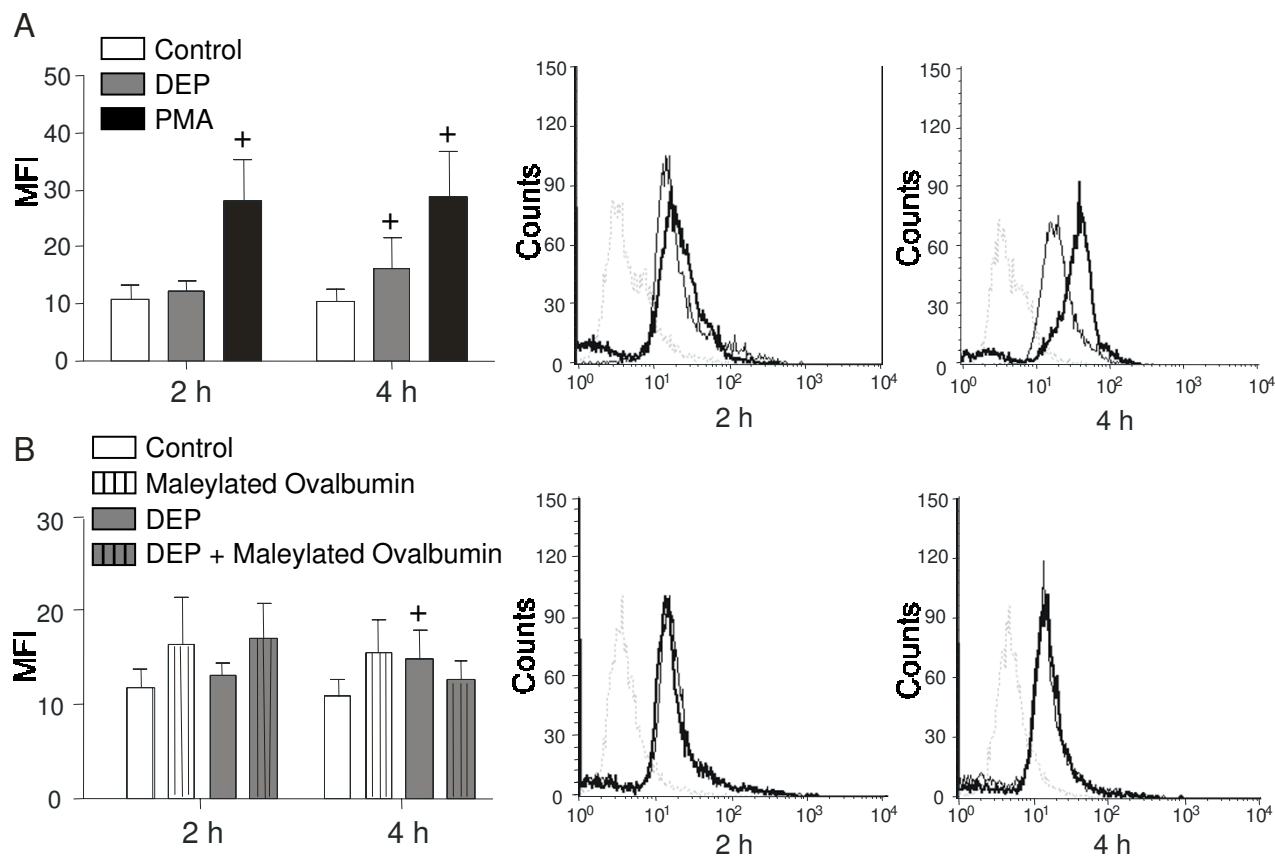 A
Control
DEP
PMA
50
40
30
20
10
0
MFI
+
+
+
2 h
4 h
150
120
90
60
30
0
Counts
10^0 10^1 10^2 10^3 10^4
2 h
150
120
90
60
30
0
Counts
10^0 10^1 10^2 10^3 10^4
4 h
B
Control
Maleylated Ovalbumin
DEP
DEP + Maleylated Ovalbumin
30
20
10
0
MFI
+
2 h
4 h
150
120
90
60
30
0
Counts
10^0 10^1 10^2 10^3 10^4
2 h
150
120
90
60
30
0
Counts
10^0 10^1 10^2 10^3 10^4
4 h